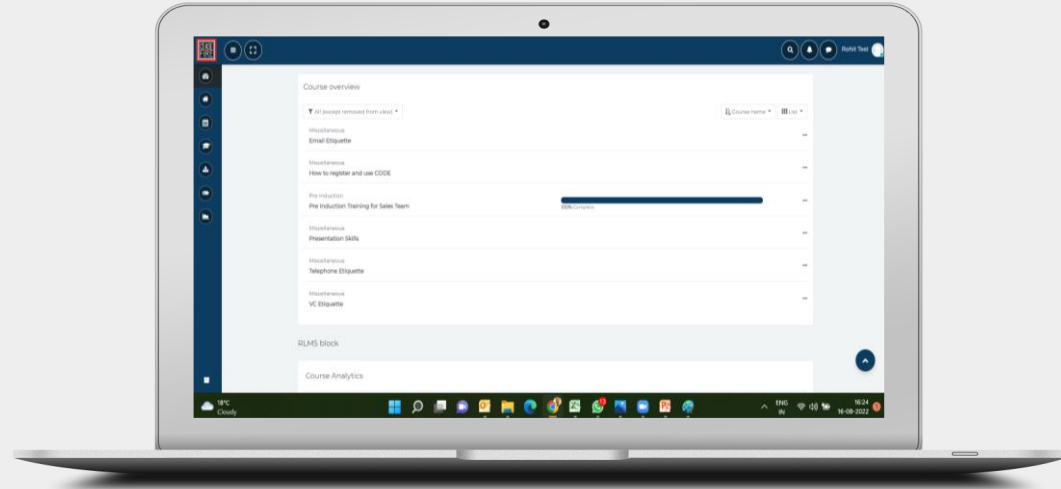 Rohit Test
Course overview
All (except removed from view)
Course name
List
Miscellaneous
Email Etiquette
Miscellaneous
How to register and use CODE
Pre Induction
Pre Induction Training for Sales Team
100% Complete
Miscellaneous
Presentation Skills
Miscellaneous
Telephone Etiquette
Miscellaneous
VC Etiquette
RLMS block
Course Analytics
18°C
Cloudy
ENG
IN
16:24
16-08-2022